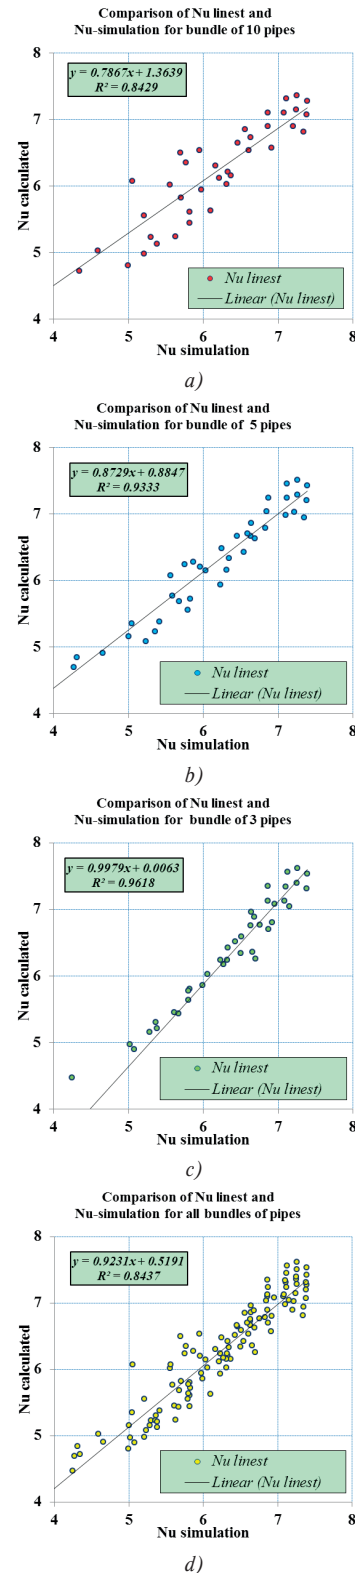 Comparison of Nu linest and
Nu-simulation for bundle of 10 pipes
8
y = 0.7867x + 1.3639
R² = 0.8429
7
Nu calculated
6
5
Nu linest
Linear (Nu linest)
4
4 5 6 7 8
Nu simulation
a)
Comparison of Nu linest and
Nu-simulation for bundle of 5 pipes
8
y = 0.8729x + 0.8847
R² = 0.9333
7
Nu calculated
6
5
Nu linest
Linear (Nu linest)
4
4 5 6 7 8
Nu simulation
b)
Comparison of Nu linest and
Nu-simulation for bundle of 3 pipes
8
y = 0.9979x + 0.0063
R² = 0.9618
7
Nu calculated
6
5
Nu linest
Linear (Nu linest)
4
4 5 6 7 8
Nu simulation
c)
Comparison of Nu linest and
Nu-simulation for all bundles of pipes
8
y = 0.9231x + 0.5191
R² = 0.8437
7
Nu calculated
6
5
Nu linest
Linear (Nu linest)
4
4 5 6 7 8
Nu simulation
d)